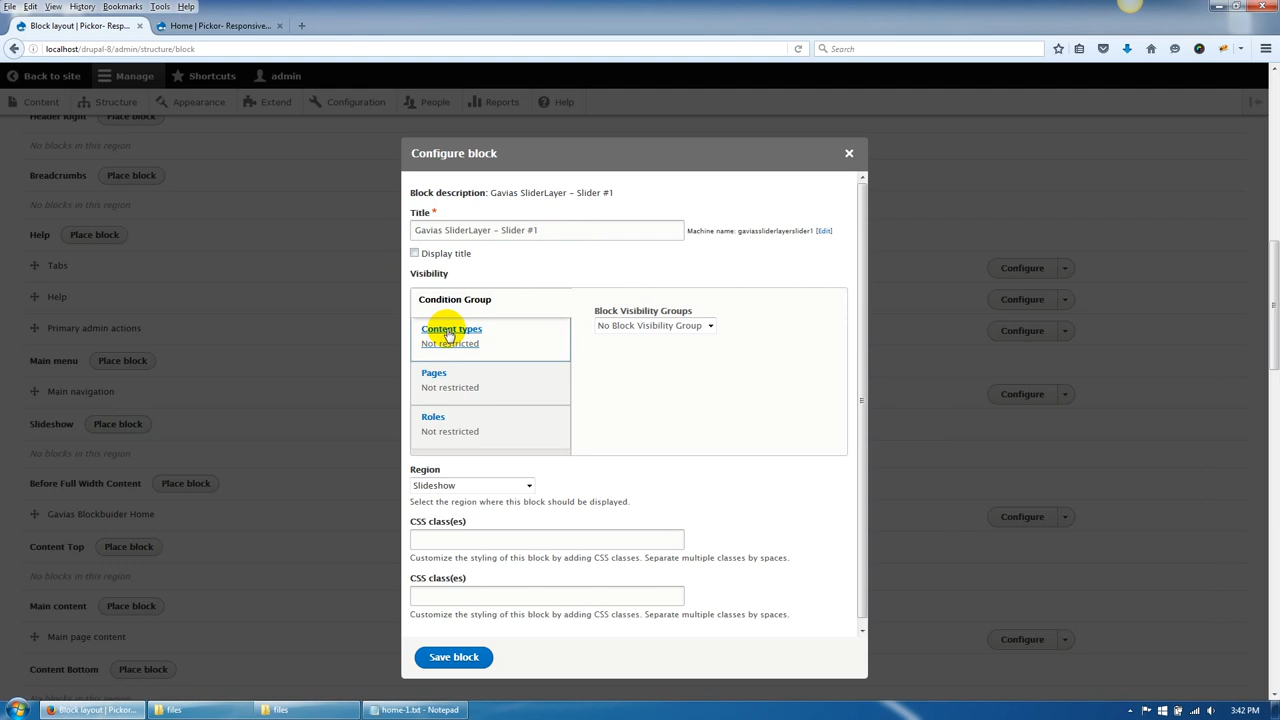 File Edit View History Bookmarks Tools Help
Block layout | Pickor- Resp... × Home | Pickor- Responsive... ×
localhost/drupal-8/admin/structure/block Search
Back to site Manage Shortcuts admin
Content Structure Appearance Extend Configuration People Reports Help
Header Right Place block
No blocks in this region
Breadcrumbs Place block
No blocks in this region
Help Place block
Tabs Configure
Help Configure
Primary admin actions Configure
Main menu Place block
Main navigation Configure
Slideshow Place block
No blocks in this region
Before Full Width Content Place block
Gavias Blockbuider Home Configure
Content Top Place block
No blocks in this region
Main content Place block
Main page content Configure
Content Bottom Place block
No blocks in this region
Configure block ×
Block description: Gavias SliderLayer - Slider #1
Title *
Gavias SliderLayer - Slider #1 Machine name: gaviassliderlayerslider1 [Edit]
Display title
Visibility
Condition Group
Content types
Not restricted
Pages
Not restricted
Roles
Not restricted
Block Visibility Groups
No Block Visibility Group
Region
Slideshow
Select the region where this block should be displayed.
CSS class(es)
Customize the styling of this block by adding CSS classes. Separate multiple classes by spaces.
CSS class(es)
Customize the styling of this block by adding CSS classes. Separate multiple classes by spaces.
Save block
Block layout | Pickor-... files files home-1.txt - Notepad 3:42 PM